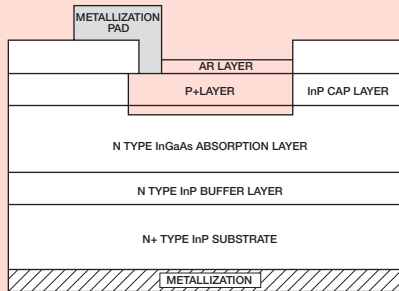 METALLIZATION
PAD
AR LAYER
P+LAYER
InP CAP LAYER
N TYPE InGaAs ABSORPTION LAYER
N TYPE InP BUFFER LAYER
N+ TYPE InP SUBSTRATE
METALLIZATION